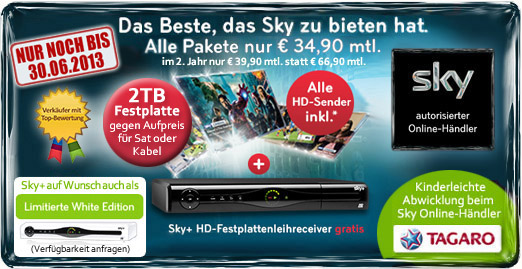 Das Beste, das Sky zu bieten hat.
Alle Pakete nur € 34,90 mtl.
im 2. Jahr nur € 39,90 mtl. statt € 66,90 mtl.
NUR NOCH BIS
30.06.2013
Verkäufer mit
Top-Bewertung
2TB
Festplatte
gegen Aufpreis
für Sat oder
Kabel
Alle
HD-Sender
inkl.*
sky
autorisierter
Online-Händler
+
Sky+ auf Wunsch auch als
Limitierte White Edition
(Verfügbarkeit anfragen)
sky+
Sky+ HD-Festplattenleihreceiver gratis
Kinderleichte
Abwicklung beim
Sky Online-Händler
TAGARO